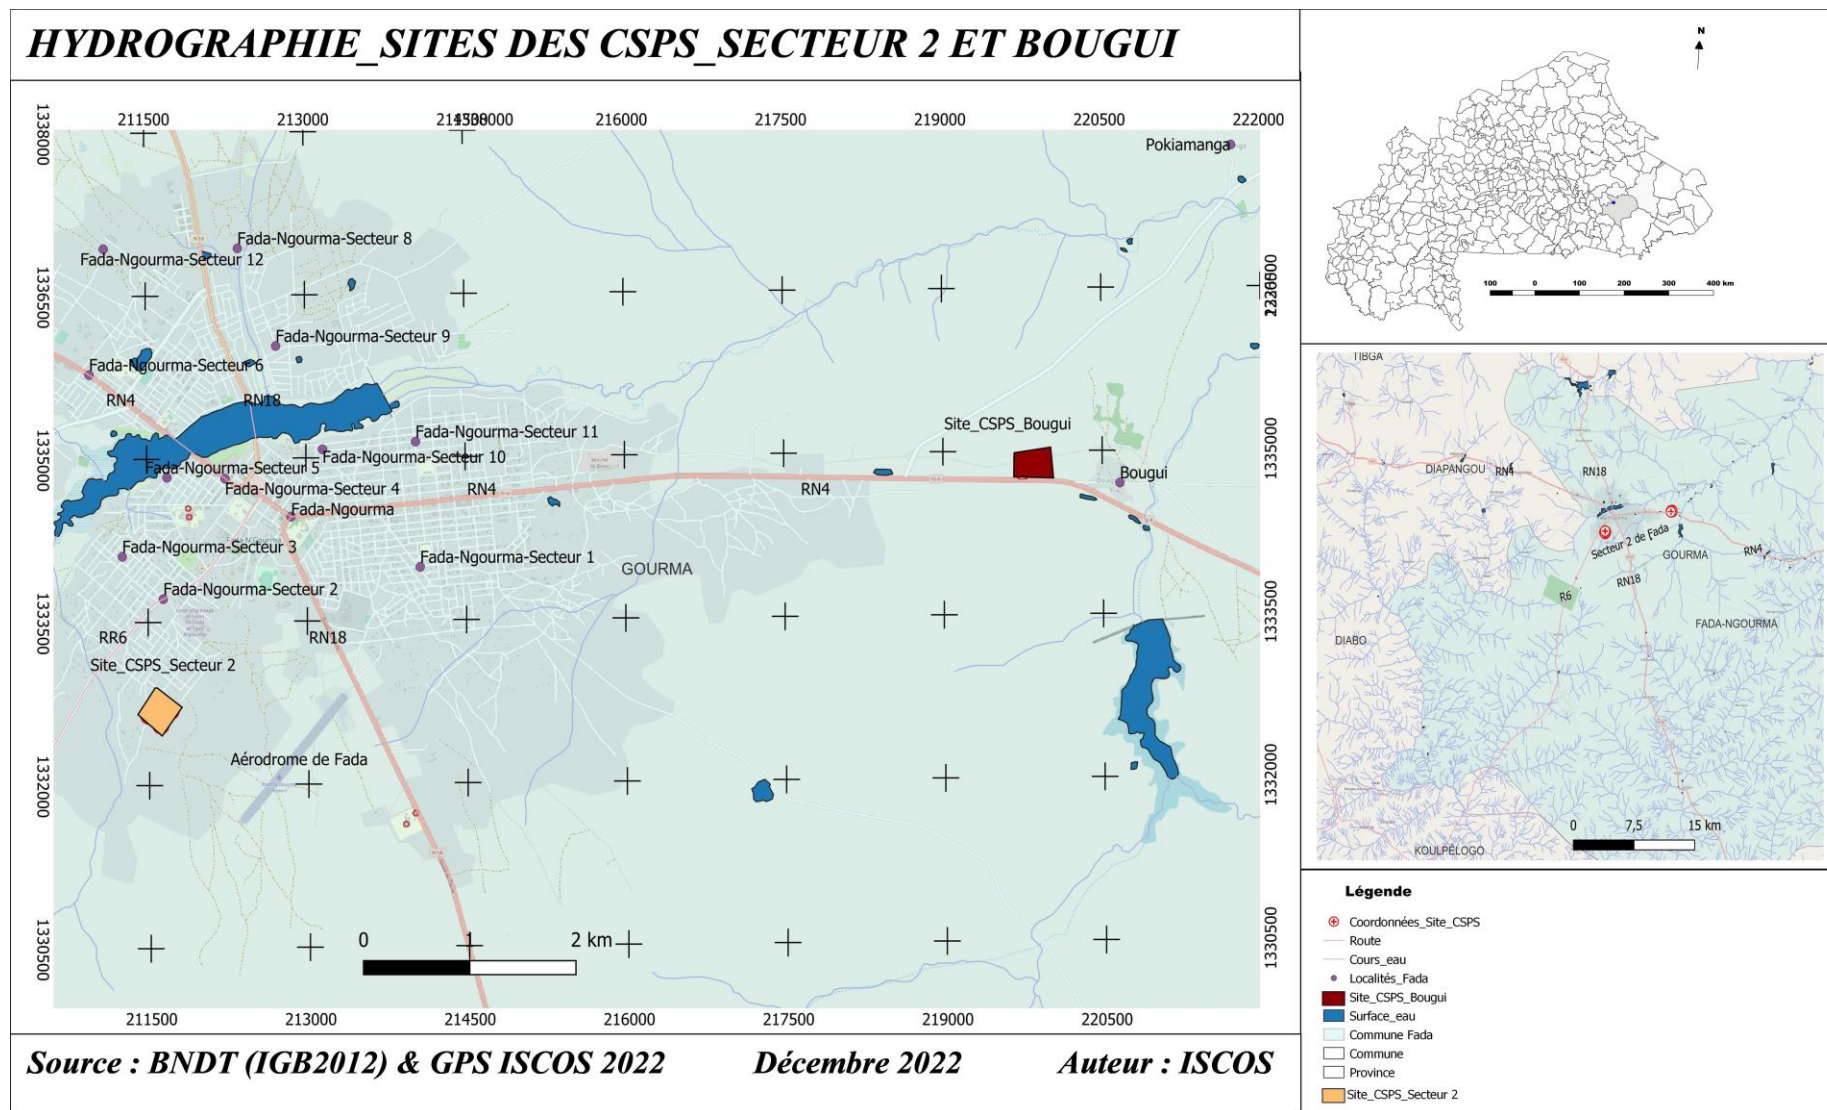 HYDROGRAPHIE_SITES DES CSPS_SECTEUR 2 ET BOUGUI
N
211500
213000
214500
1338000
216000
217500
219000
220500
222000
1338000
Pokiamanga
Fada-Ngourma-Secteur 8
Fada-Ngourma-Secteur 12
1336500
Fada-Ngourma-Secteur 9
Fada-Ngourma-Secteur 6
RN4
RN18
Fada-Ngourma-Secteur 11
Site_CSPS_Bougui
1335000
Fada-Ngourma-Secteur 10
1335000
Fada-Ngourma-Secteur 5
Bougui
Fada-Ngourma-Secteur 4
RN4
RN4
Fada-Ngourma
Fada-Ngourma-Secteur 3
Fada-Ngourma-Secteur 1
GOURMA
Fada-Ngourma-Secteur 2
1333500
1333500
RR6
RN18
Site_CSPS_Secteur 2
Aérodrome de Fada
1332000
1332000
0
1
2 km
1330500
1330500
211500
213000
214500
216000
217500
219000
220500
100
0
100
200
300
400 km
TIBGA
DIAPANGOU
RN4
RN18
Secteur 2 de Fada
GOURMA
RN4
RN18
R6
FADA-NGOURMA
DIABO
0
7,5
15 km
KOULPÉLOGO
Légende
Coordonnées_Site_CSPS
Route
Cours_eau
Localités_Fada
Site_CSPS_Bougui
Surface_eau
Commune Fada
Commune
Province
Site_CSPS_Secteur 2
Source : BNDT (IGB2012) & GPS ISCOS 2022
Décembre 2022
Auteur : ISCOS